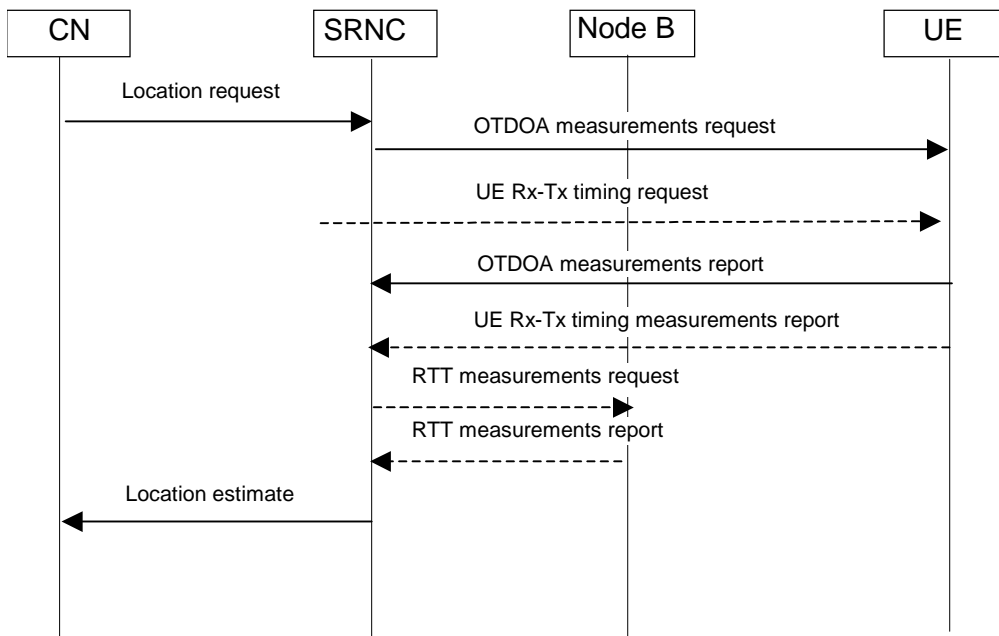 CN
SRNC
Node B
UE
Location request
OTDOA measurements request
UE Rx-Tx timing request
OTDOA measurements report
UE Rx-Tx timing measurements report
RTT measurements request
RTT measurements report
Location estimate